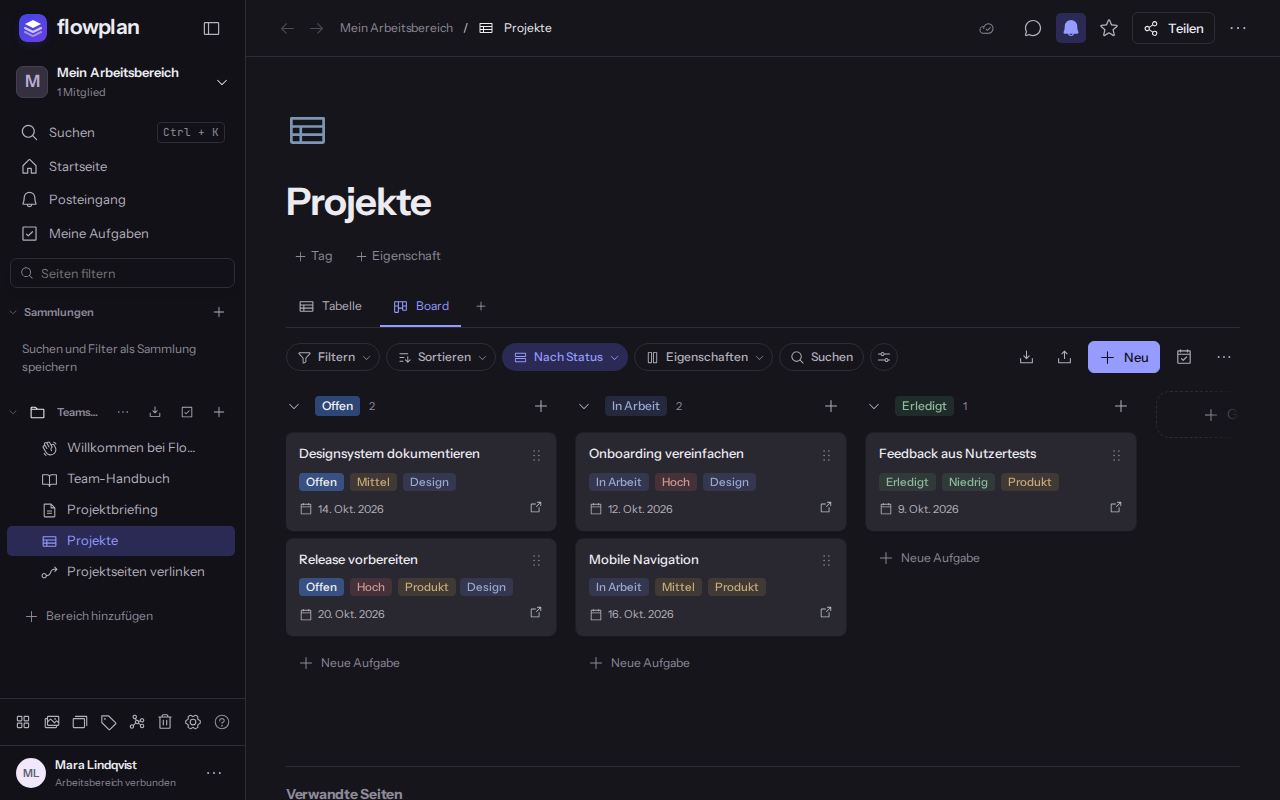 flowplan
M
Mein Arbeitsbereich
1 Mitglied
Suchen
Ctrl + K
Startseite
Posteingang
Meine Aufgaben
Seiten filtern
Sammlungen
Suchen und Filter als Sammlung
speichern
Teams...
Willkommen bei Flo...
Team-Handbuch
Projektbriefing
Projekte
Projektseiten verlinken
Bereich hinzufügen
ML
Mara Lindqvist
Arbeitsbereich verbunden
Mein Arbeitsbereich / Projekte
Teilen
Projekte
Tag
Eigenschaft
Tabelle
Board
Filtern
Sortieren
Nach Status
Eigenschaften
Suchen
Neu
Offen 2
Designsystem dokumentieren
Offen Mittel Design
14. Okt. 2026
Release vorbereiten
Offen Hoch Produkt Design
20. Okt. 2026
Neue Aufgabe
In Arbeit 2
Onboarding vereinfachen
In Arbeit Hoch Design
12. Okt. 2026
Mobile Navigation
In Arbeit Mittel Produkt
16. Okt. 2026
Neue Aufgabe
Erledigt 1
Feedback aus Nutzertests
Erledigt Niedrig Produkt
9. Okt. 2026
Neue Aufgabe
Verwandte Seiten